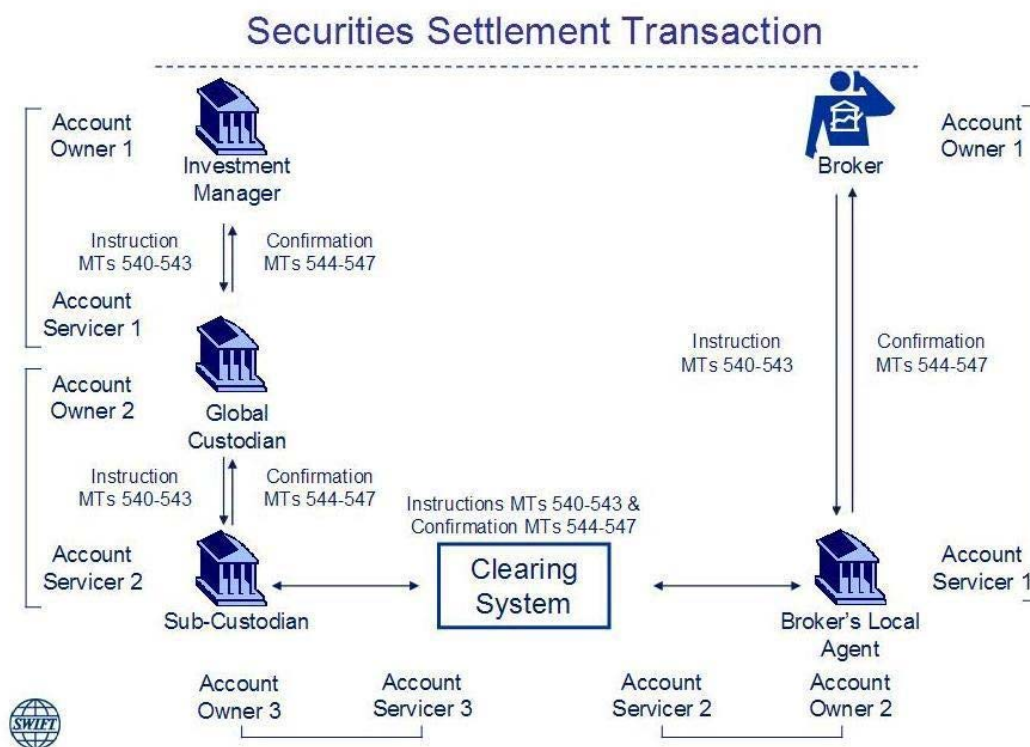 Securities Settlement Transaction
Account
Owner 1
Investment
Manager
Broker
Account
Owner 1
Instruction
MTs 540-543
Confirmation
MTs 544-547
Account
Servicer 1
Instruction
MTs 540-543
Confirmation
MTs 544-547
Account
Owner 2
Global
Custodian
Instruction
MTs 540-543
Confirmation
MTs 544-547
Instructions MTs 540-543 &
Confirmation MTs 544-547
Account
Servicer 2
Sub-Custodian
Clearing
System
Broker's Local
Agent
Account
Servicer 1
Account
Owner 3
Account
Servicer 3
Account
Servicer 2
Account
Owner 2
SWIFT